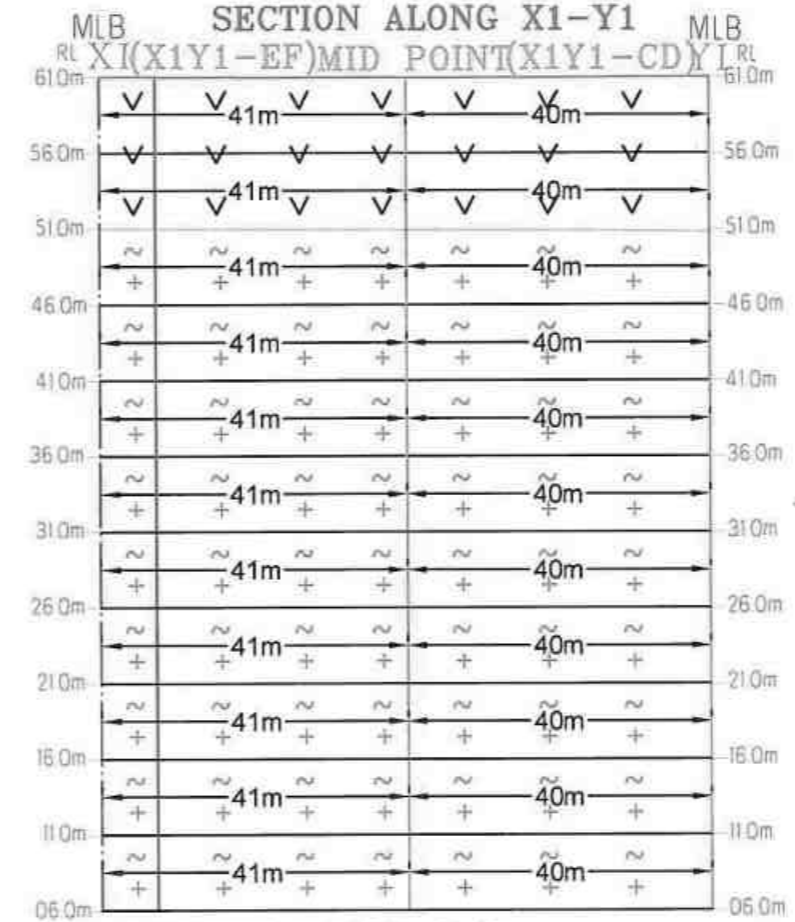 SECTION ALONG X1-Y1
MLB MLB
RL XI(X1Y1-EF)MID POINT(X1Y1-CD)YI RL
61.0m 61.0m
41m 40m
56.0m 56.0m
41m 40m
51.0m 51.0m
41m 40m
46.0m 46.0m
41m 40m
41.0m 41.0m
41m 40m
36.0m 36.0m
41m 40m
31.0m 31.0m
41m 40m
26.0m 26.0m
41m 40m
21.0m 21.0m
41m 40m
16.0m 16.0m
41m 40m
11.0m 11.0m
41m 40m
06.0m 06.0m